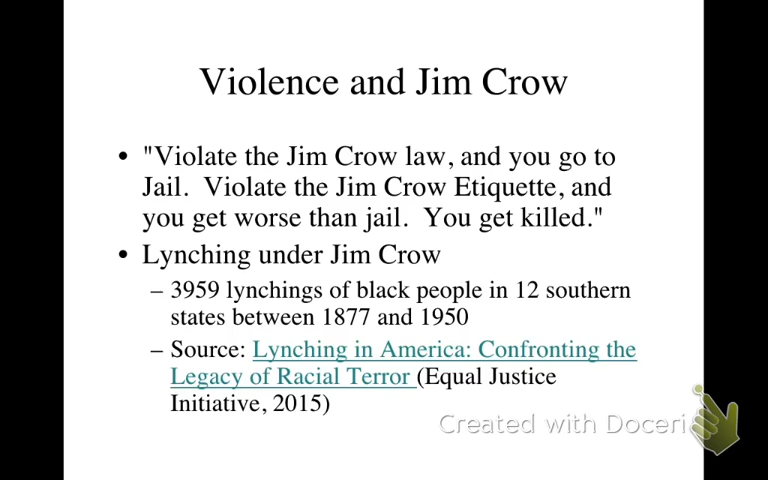 Violence and Jim Crow
• "Violate the Jim Crow law, and you go to
Jail.  Violate the Jim Crow Etiquette, and
you get worse than jail.  You get killed."
• Lynching under Jim Crow
– 3959 lynchings of black people in 12 southern
states between 1877 and 1950
– Source: Lynching in America: Confronting the
Legacy of Racial Terror (Equal Justice
Initiative, 2015)
Created with Doceri